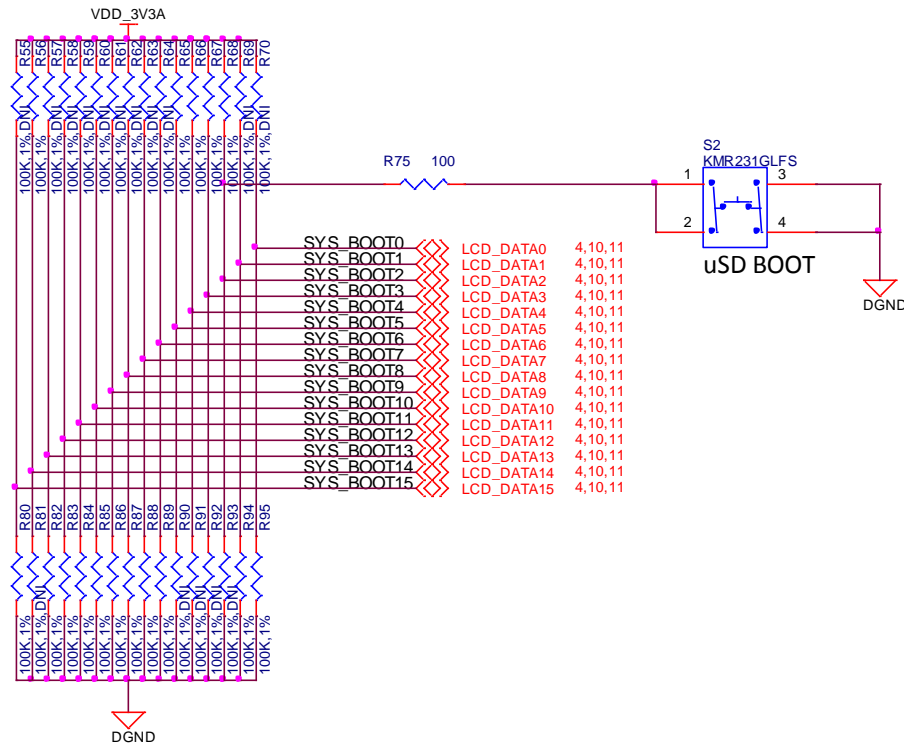 VDD_3V3A
R55
R56
R57
R58
R59
R60
R61
R62
R63
R64
R65
R66
R67
R68
R69
R70
100K,1%,DNI
100K,1%
100K,1%,DNI
100K,1%,DNI
100K,1%,DNI
100K,1%,DNI
100K,1%,DNI
100K,1%,DNI
100K,1%,DNI
100K,1%,DNI
100K,1%
100K,1%
100K,1%
100K,1%
100K,1%,DNI
100K,1%,DNI
R75 100
S2
KMR231GLFS
1
3
2
4
uSD BOOT
DGND
SYS_BOOT0 LCD_DATA0 4,10,11
SYS_BOOT1 LCD_DATA1 4,10,11
SYS_BOOT2 LCD_DATA2 4,10,11
SYS_BOOT3 LCD_DATA3 4,10,11
SYS_BOOT4 LCD_DATA4 4,10,11
SYS_BOOT5 LCD_DATA5 4,10,11
SYS_BOOT6 LCD_DATA6 4,10,11
SYS_BOOT7 LCD_DATA7 4,10,11
SYS_BOOT8 LCD_DATA8 4,10,11
SYS_BOOT9 LCD_DATA9 4,10,11
SYS_BOOT10 LCD_DATA10 4,10,11
SYS_BOOT11 LCD_DATA11 4,10,11
SYS_BOOT12 LCD_DATA12 4,10,11
SYS_BOOT13 LCD_DATA13 4,10,11
SYS_BOOT14 LCD_DATA14 4,10,11
SYS_BOOT15 LCD_DATA15 4,10,11
R80
R81
R82
R83
R84
R85
R86
R87
R88
R89
R90
R91
R92
R93
R94
R95
100K,1%
100K,1%,DNI
100K,1%
100K,1%
100K,1%
100K,1%
100K,1%
100K,1%
100K,1%
100K,1%
100K,1%,DNI
100K,1%,DNI
100K,1%,DNI
100K,1%,DNI
100K,1%
100K,1%
DGND